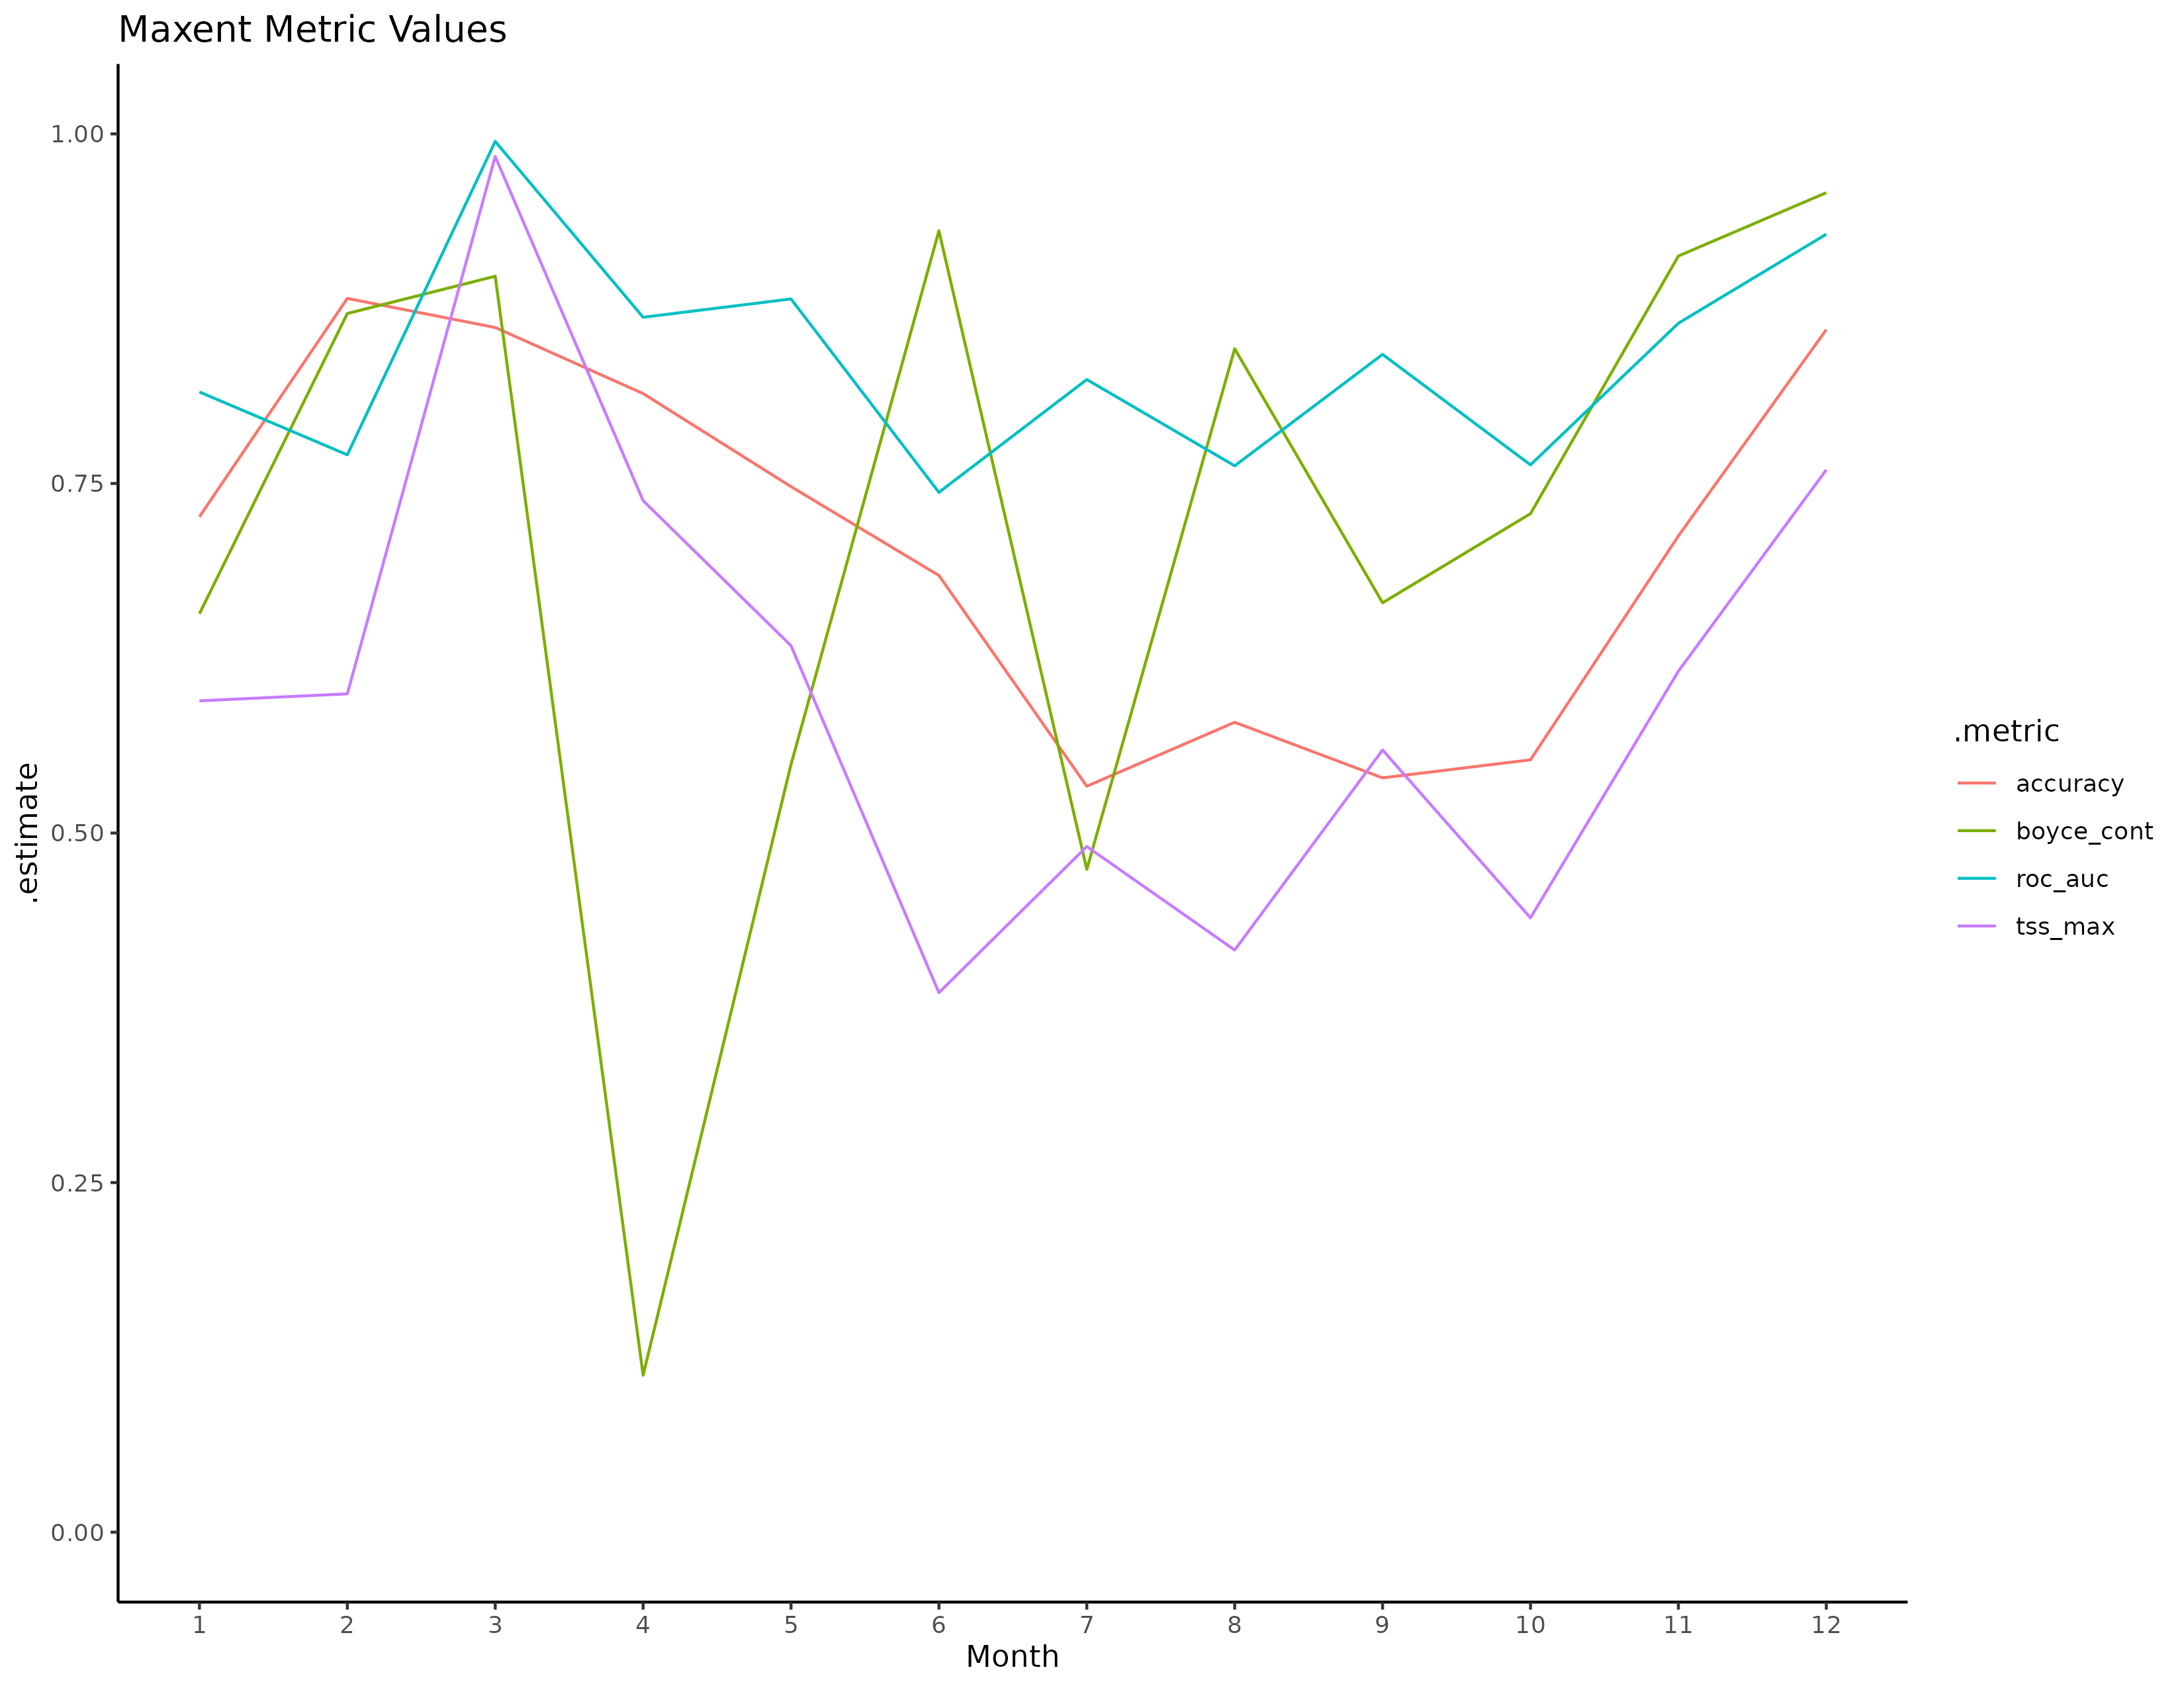 Maxent Metric Values
1.00
0.75
0.50
0.25
0.00
.estimate
1 2 3 4 5 6 7 8 9 10 11 12
Month
.metric
accuracy
boyce_cont
roc_auc
tss_max